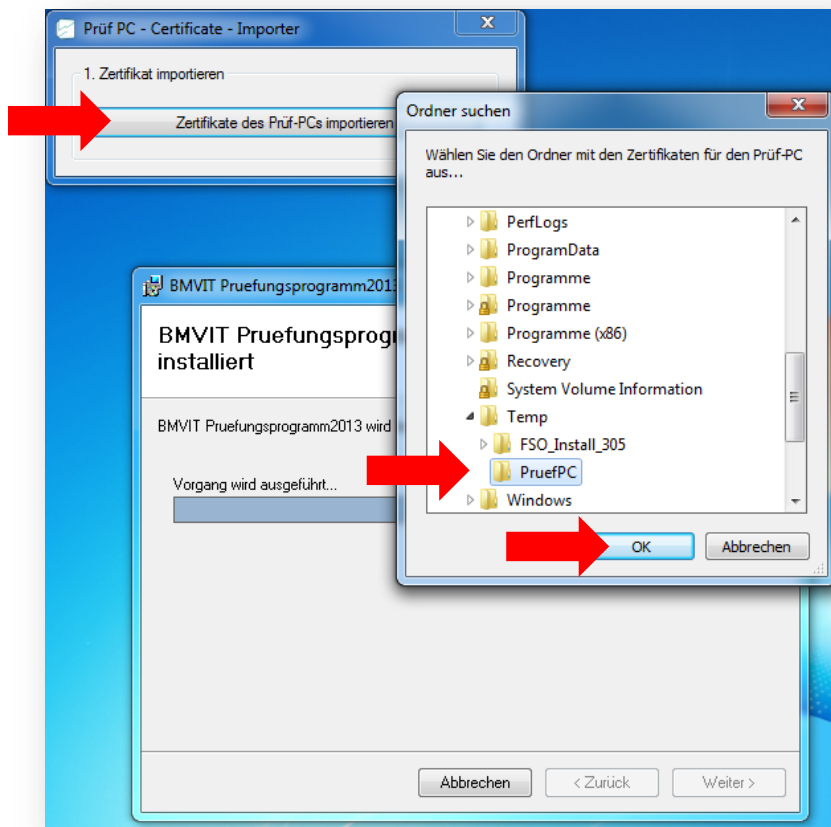 Prüf PC - Certificate - Importer
1. Zertifikat importieren
Zertifikate des Prüf-PCs importieren
Ordner suchen
Wählen Sie den Ordner mit den Zertifikaten für den Prüf-PC
aus...
PerfLogs
ProgramData
Programme
Programme
Programme (x86)
Recovery
System Volume Information
Temp
FSO_Install_305
PruefPC
Windows
OK
Abbrechen
BMVIT Pruefungsprogramm2013
BMVIT Pruefungsprogr
installiert
BMVIT Pruefungsprogramm2013 wird
Vorgang wird ausgeführt...
Abbrechen
< Zurück
Weiter >